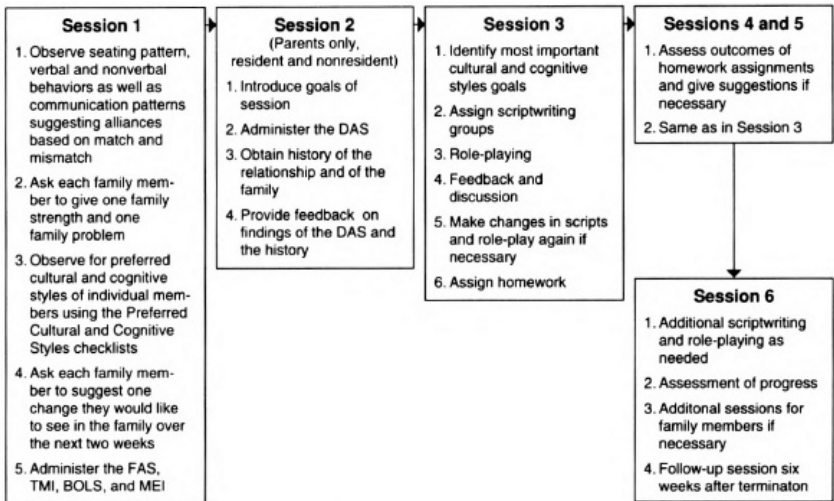 Session 1
1. Observe seating pattern,
verbal and nonverbal
behaviors as well as
communication patterns
suggesting alliances
based on match and
mismatch
2. Ask each family mem-
ber to give one family
strength and one
family problem
3. Observe for preferred
cultural and cognitive
styles of individual mem-
bers using the Preferred
Cultural and Cognitive
Styles checklists
4. Ask each family mem-
ber to suggest one
change they would like
to see in the family over
the next two weeks
5. Administer the FAS,
TMI, BOLS, and MEI
Session 2
(Parents only,
resident and nonresident)
1. Introduce goals of
session
2. Administer the DAS
3. Obtain history of the
relationship and of the
family
4. Provide feedback on
findings of the DAS and
the history
Session 3
1. Identify most important
cultural and cognitive
styles goals
2. Assign scriptwriting
groups
3. Role-playing
4. Feedback and
discussion
5. Make changes in scripts
and role-play again if
necessary
6. Assign homework
Sessions 4 and 5
1. Assess outcomes of
homework assignments
and give suggestions if
necessary
2. Same as in Session 3
Session 6
1. Additional scriptwriting
and role-playing as
needed
2. Assessment of progress
3. Additonal sessions for
family members if
necessary
4. Follow-up session six
weeks after terminaton